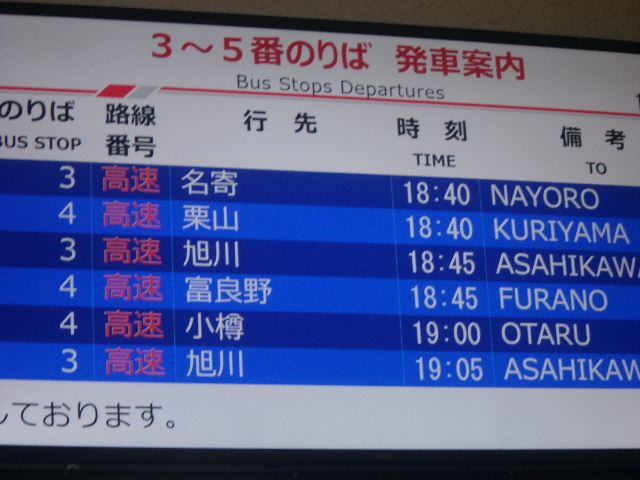 3～5番のりば 発車案内
Bus Stops Departures
のりば 路線番号 行先 時刻 備考
BUS STOP TIME TO
3 高速 名寄 18:40 NAYORO
4 高速 栗山 18:40 KURIYAMA
3 高速 旭川 18:45 ASAHIKAWA
4 高速 富良野 18:45 FURANO
4 高速 小樽 19:00 OTARU
3 高速 旭川 19:05 ASAHIKAW
しております。